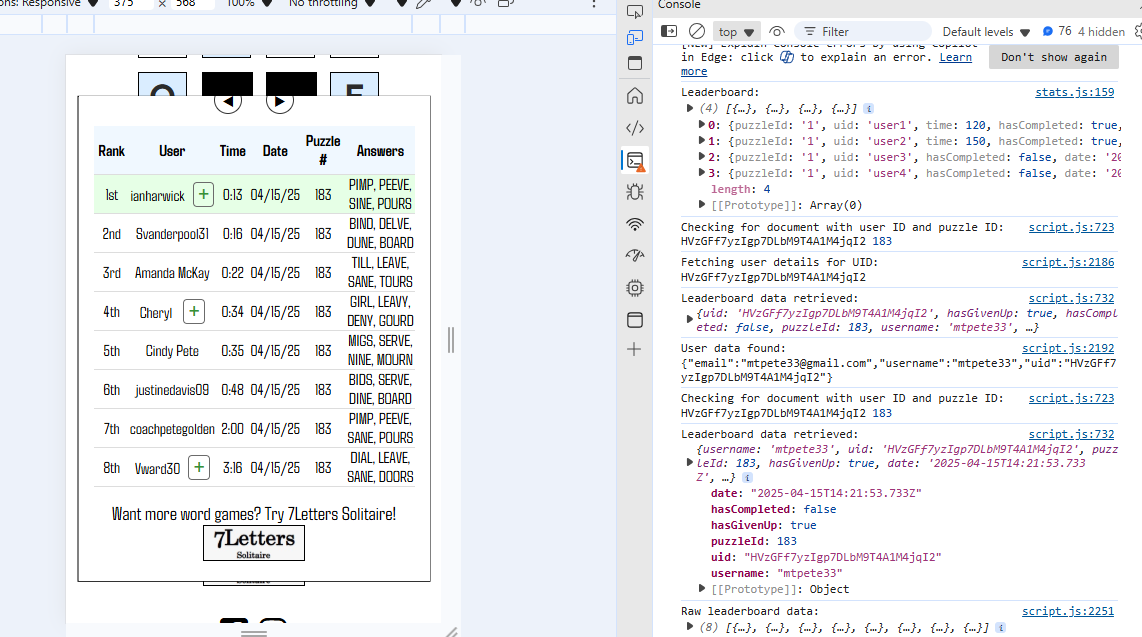 ons: Responsive 375 × 568 100% No throttling
O E
◀ ▶
Rank User Time Date Puzzle # Answers
1st ianharwick + 0:13 04/15/25 183 PIMP, PEEVE,
SINE, POURS
2nd Svanderpool31 0:16 04/15/25 183 BIND, DELVE,
DUNE, BOARD
3rd Amanda McKay 0:22 04/15/25 183 TILL, LEAVE,
SANE, TOURS
4th Cheryl + 0:34 04/15/25 183 GIRL, LEAVY,
DENY, GOURD
5th Cindy Pete 0:35 04/15/25 183 MIGS, SERVE,
NINE, MOURN
6th justinedavis09 0:48 04/15/25 183 BIDS, SERVE,
DINE, BOARD
7th coachpetegolden 2:00 04/15/25 183 PIMP, PEEVE,
SANE, POURS
8th Vward30 + 3:16 04/15/25 183 DIAL, LEAVE,
SANE, DOORS
Want more word games? Try 7Letters Solitaire!
7Letters
Solitaire
Console
top Filter Default levels 76 4 hidden
[NEW] Explain Console errors by using Copilot
in Edge: click to explain an error. Learn
more
Don't show again
Leaderboard: stats.js:159
(4) [{…}, {…}, {…}, {…}] i
0: {puzzleId: '1', uid: 'user1', time: 120, hasCompleted: true,
1: {puzzleId: '1', uid: 'user2', time: 150, hasCompleted: true,
2: {puzzleId: '1', uid: 'user3', hasCompleted: false, date: '20
3: {puzzleId: '1', uid: 'user4', hasCompleted: false, date: '20
length: 4
[[Prototype]]: Array(0)
Checking for document with user ID and puzzle ID: script.js:723
HVzGFf7yzIgp7DLbM9T4A1M4jqI2 183
Fetching user details for UID: script.js:2186
HVzGFf7yzIgp7DLbM9T4A1M4jqI2
Leaderboard data retrieved: script.js:732
{uid: 'HVzGFf7yzIgp7DLbM9T4A1M4jqI2', hasGivenUp: true, hasCompl
eted: false, puzzleId: 183, username: 'mtpete33', …}
User data found: script.js:2192
{"email":"mtpete33@gmail.com","username":"mtpete33","uid":"HVzGFf7
yzIgp7DLbM9T4A1M4jqI2"}
Checking for document with user ID and puzzle ID: script.js:723
HVzGFf7yzIgp7DLbM9T4A1M4jqI2 183
Leaderboard data retrieved: script.js:732
{username: 'mtpete33', uid: 'HVzGFf7yzIgp7DLbM9T4A1M4jqI2', puzz
leId: 183, hasGivenUp: true, date: '2025-04-15T14:21:53.733
Z', …} i
date: "2025-04-15T14:21:53.733Z"
hasCompleted: false
hasGivenUp: true
puzzleId: 183
uid: "HVzGFf7yzIgp7DLbM9T4A1M4jqI2"
username: "mtpete33"
[[Prototype]]: Object
Raw leaderboard data: script.js:2251
(8) [{…}, {…}, {…}, {…}, {…}, {…}, {…}, {…}] i